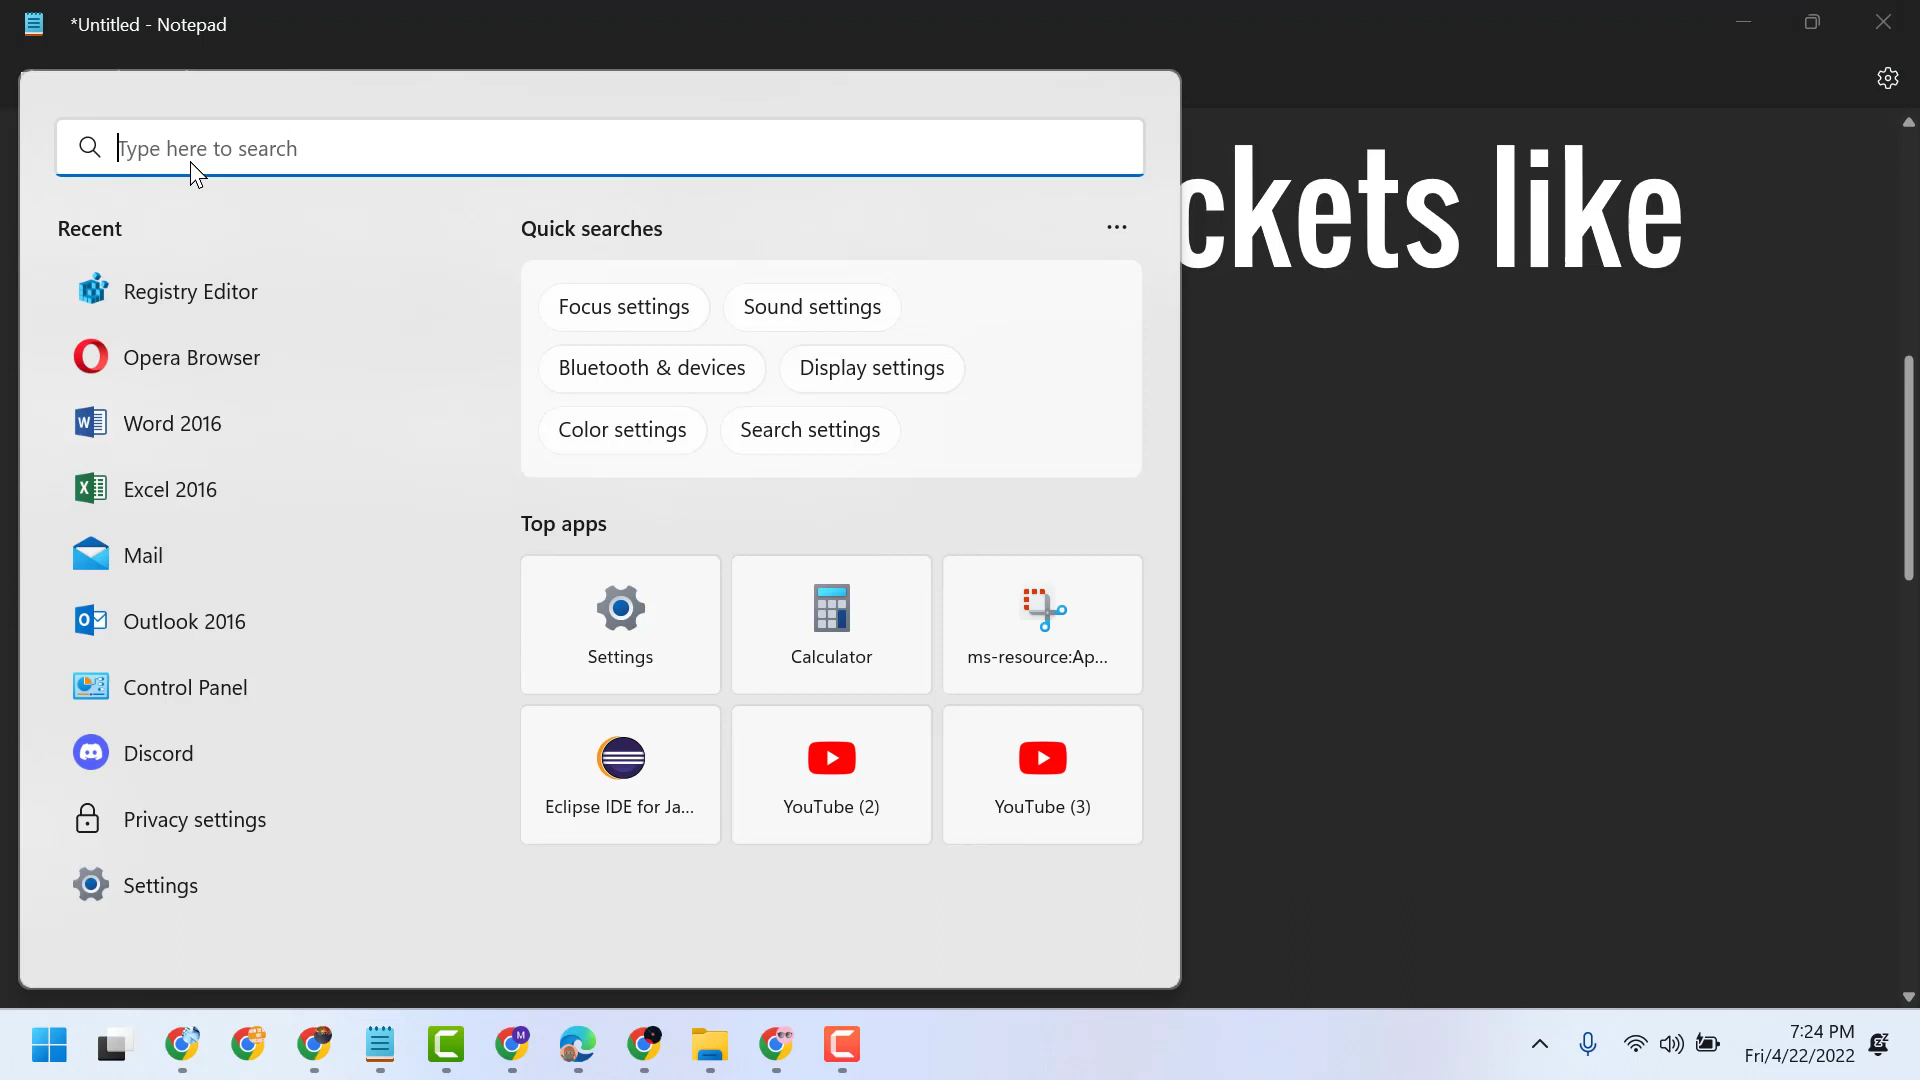 *Untitled - Notepad
Type here to search
ckets like
Recent
Registry Editor
Opera Browser
Word 2016
Excel 2016
Mail
Outlook 2016
Control Panel
Discord
Privacy settings
Settings
Quick searches
Focus settings
Sound settings
Bluetooth & devices
Display settings
Color settings
Search settings
Top apps
Settings
Calculator
ms-resource:Ap...
Eclipse IDE for Ja...
YouTube (2)
YouTube (3)
7:24 PM
Fri/4/22/2022